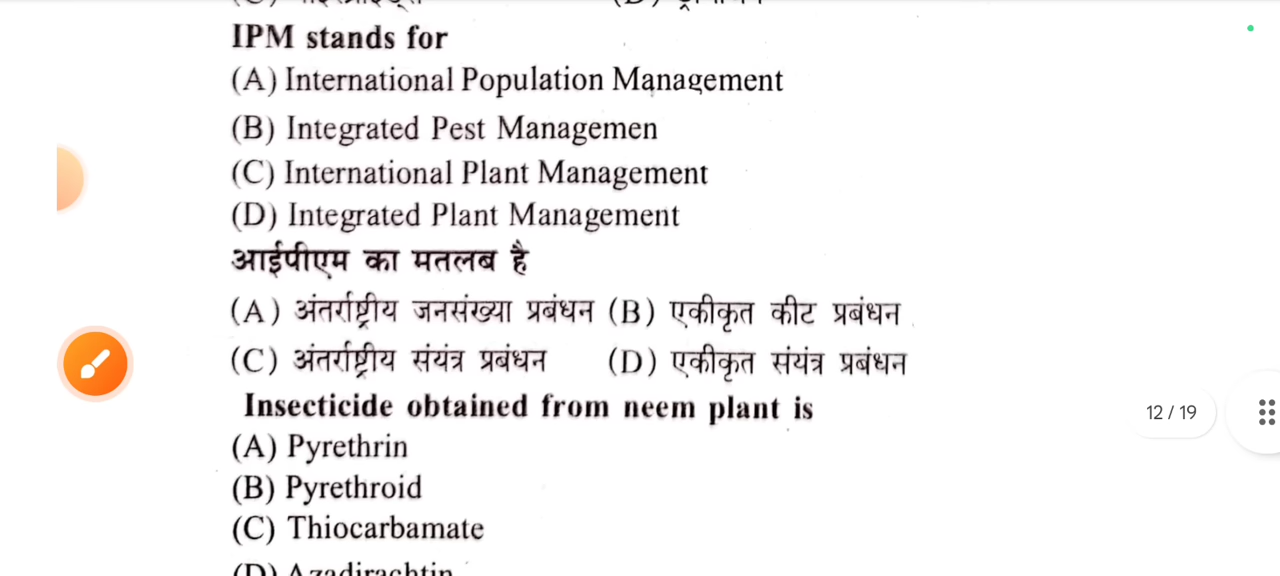 IPM stands for
(A) International Population Management
(B) Integrated Pest Managemen
(C) International Plant Management
(D) Integrated Plant Management
आईपीएम का मतलब है
(A) अंतर्राष्ट्रीय जनसंख्या प्रबंधन (B) एकीकृत कीट प्रबंधन
(C) अंतर्राष्ट्रीय संयंत्र प्रबंधन (D) एकीकृत संयंत्र प्रबंधन
Insecticide obtained from neem plant is
12 / 19
(A) Pyrethrin
(B) Pyrethroid
(C) Thiocarbamate
(D) Azadirachtin